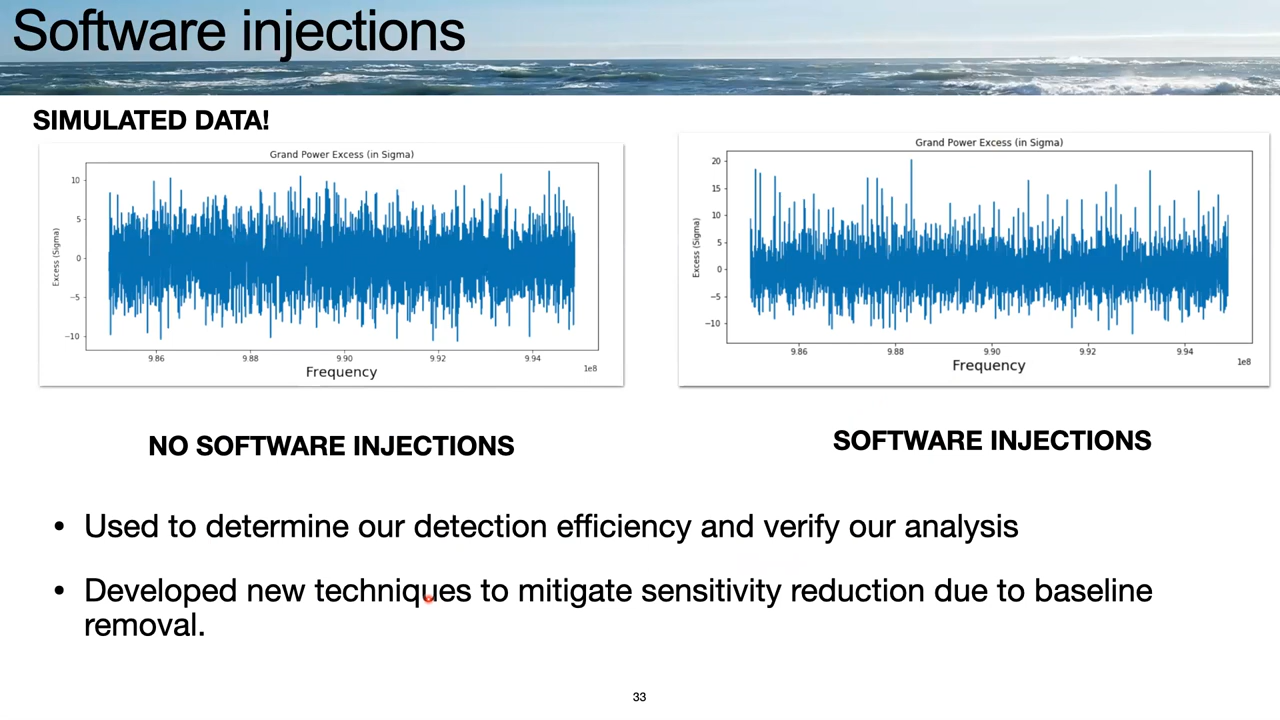 Software injections
SIMULATED DATA!
Grand Power Excess (in Sigma)
Excess (Sigma)
10
5
0
−5
−10
9.86
9.88
9.90
9.92
9.94
1e8
Frequency
Grand Power Excess (in Sigma)
Excess (Sigma)
20
15
10
5
0
−5
−10
9.86
9.88
9.90
9.92
9.94
1e8
Frequency
NO SOFTWARE INJECTIONS
SOFTWARE INJECTIONS
• Used to determine our detection efficiency and verify our analysis
• Developed new techniques to mitigate sensitivity reduction due to baseline
removal.
33